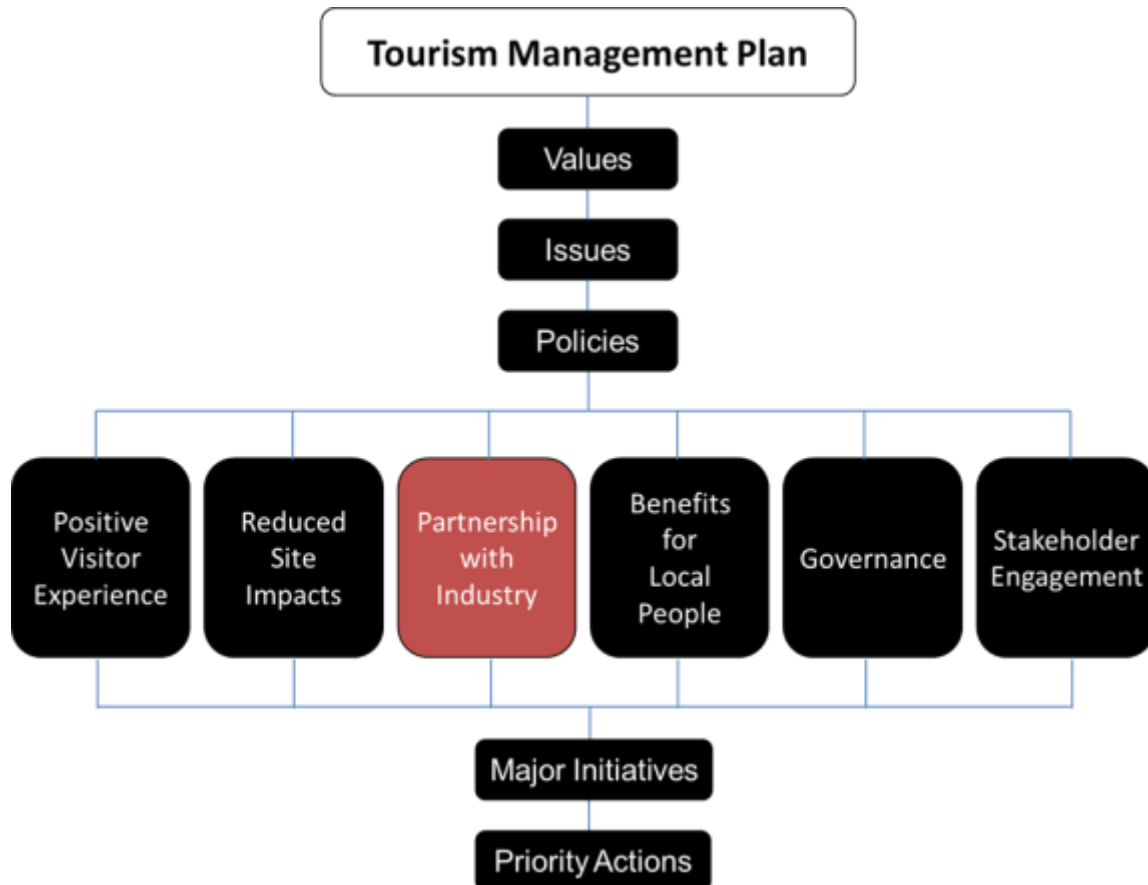 Tourism Management Plan
Values
Issues
Policies
Positive
Visitor
Experience
Reduced
Site
Impacts
Partnership
with
Industry
Benefits
for
Local
People
Governance
Stakeholder
Engagement
Major Initiatives
Priority Actions